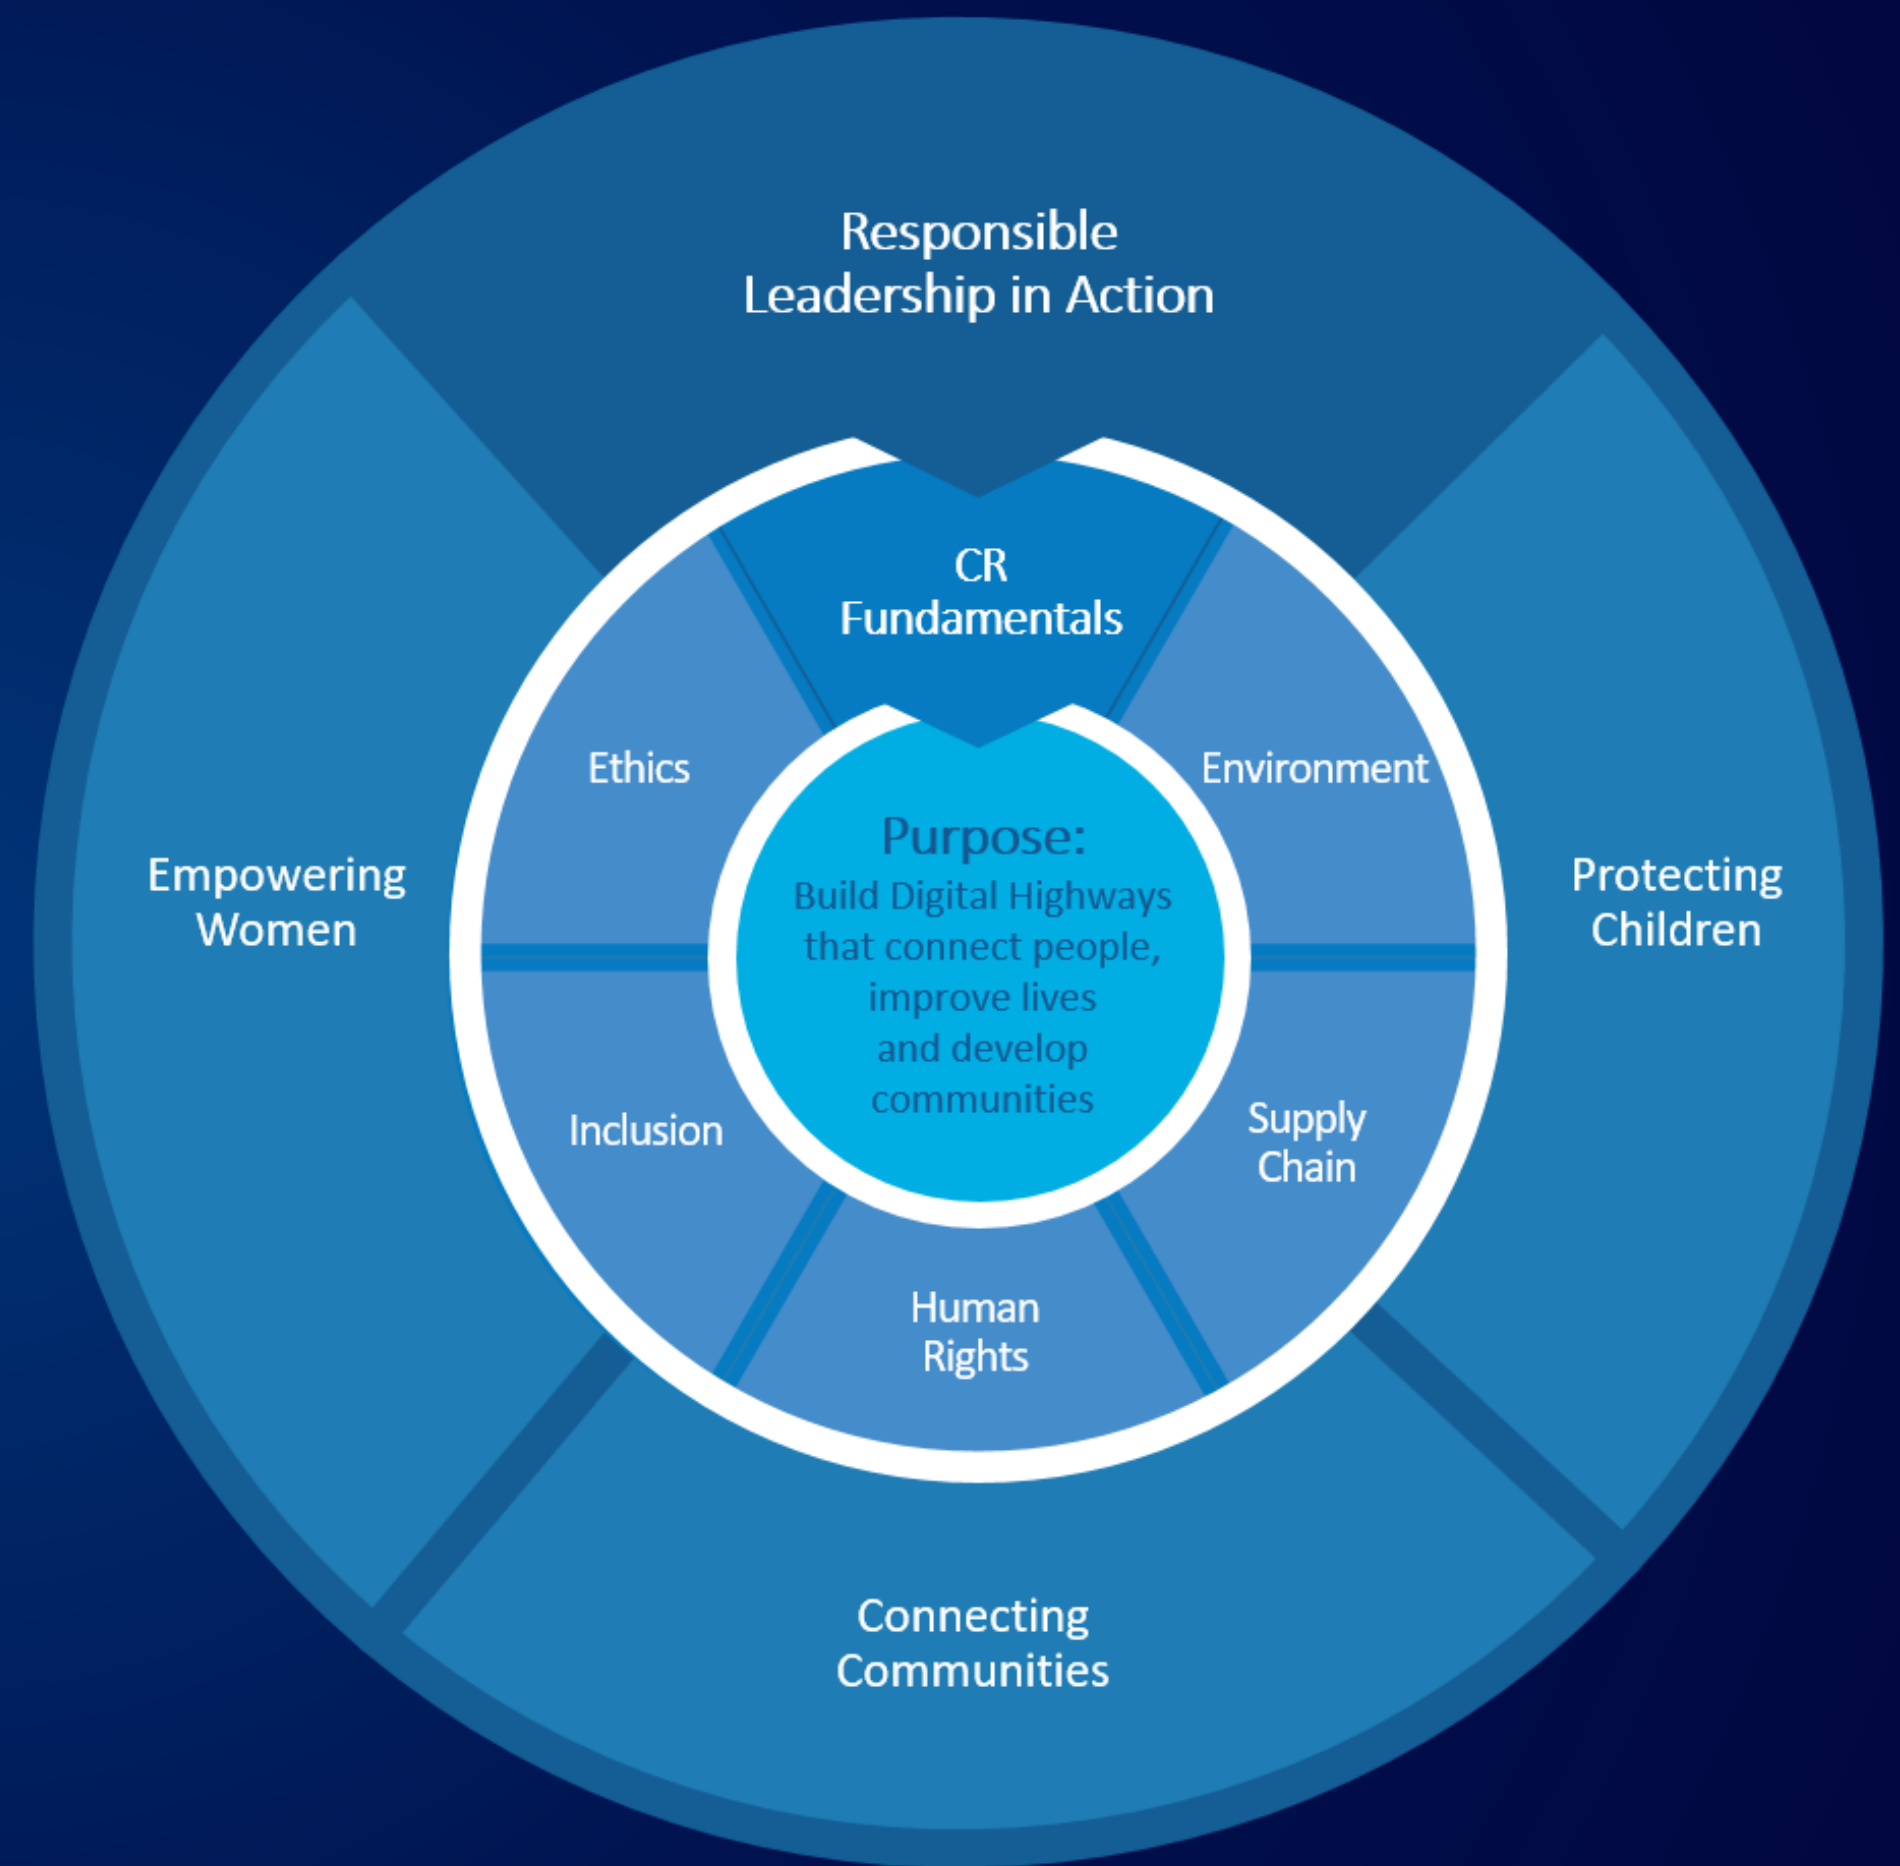 Responsible
Leadership in Action
CR
Fundamentals
Ethics
Environment
Purpose:
Build Digital Highways
that connect people,
improve lives
and develop
communities
Empowering
Women
Protecting
Children
Inclusion
Supply
Chain
Human
Rights
Connecting
Communities